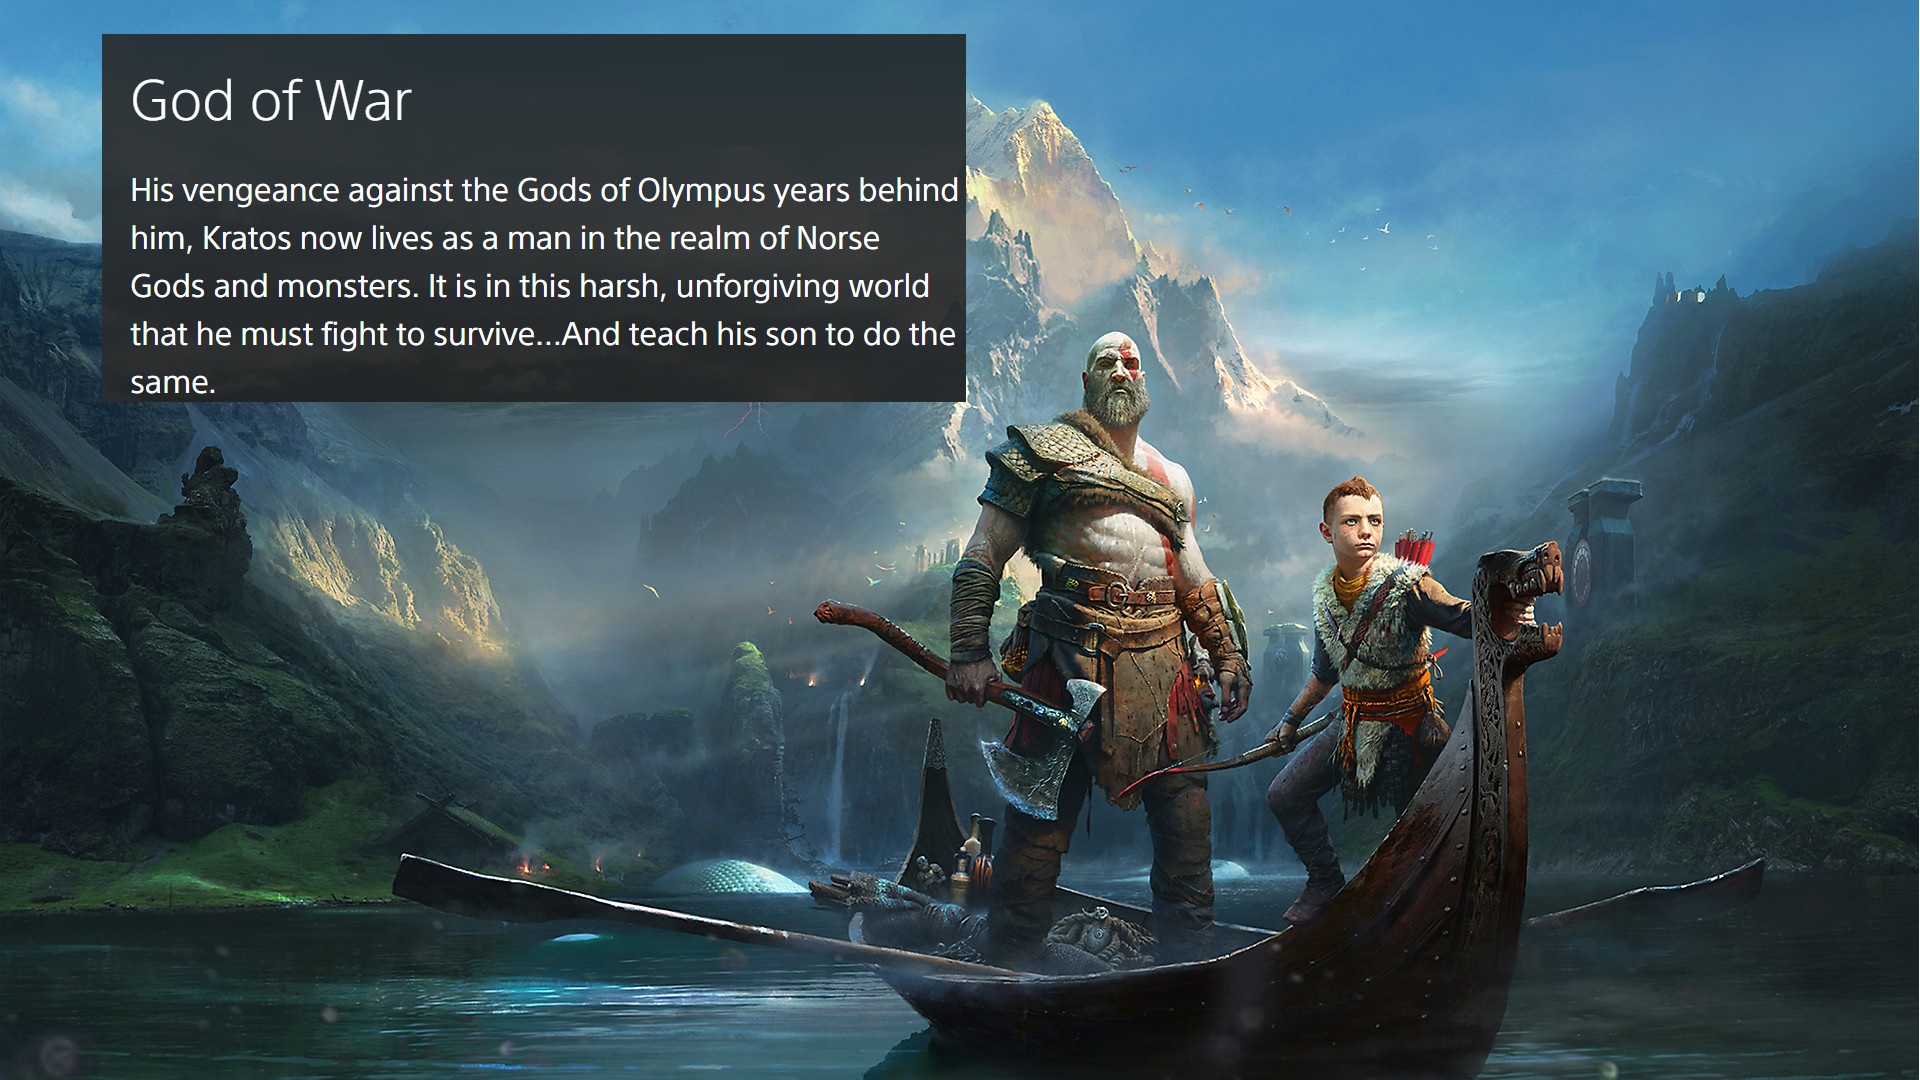 God of War
His vengeance against the Gods of Olympus years behind
him, Kratos now lives as a man in the realm of Norse
Gods and monsters. It is in this harsh, unforgiving world
that he must fight to survive...And teach his son to do the
same.